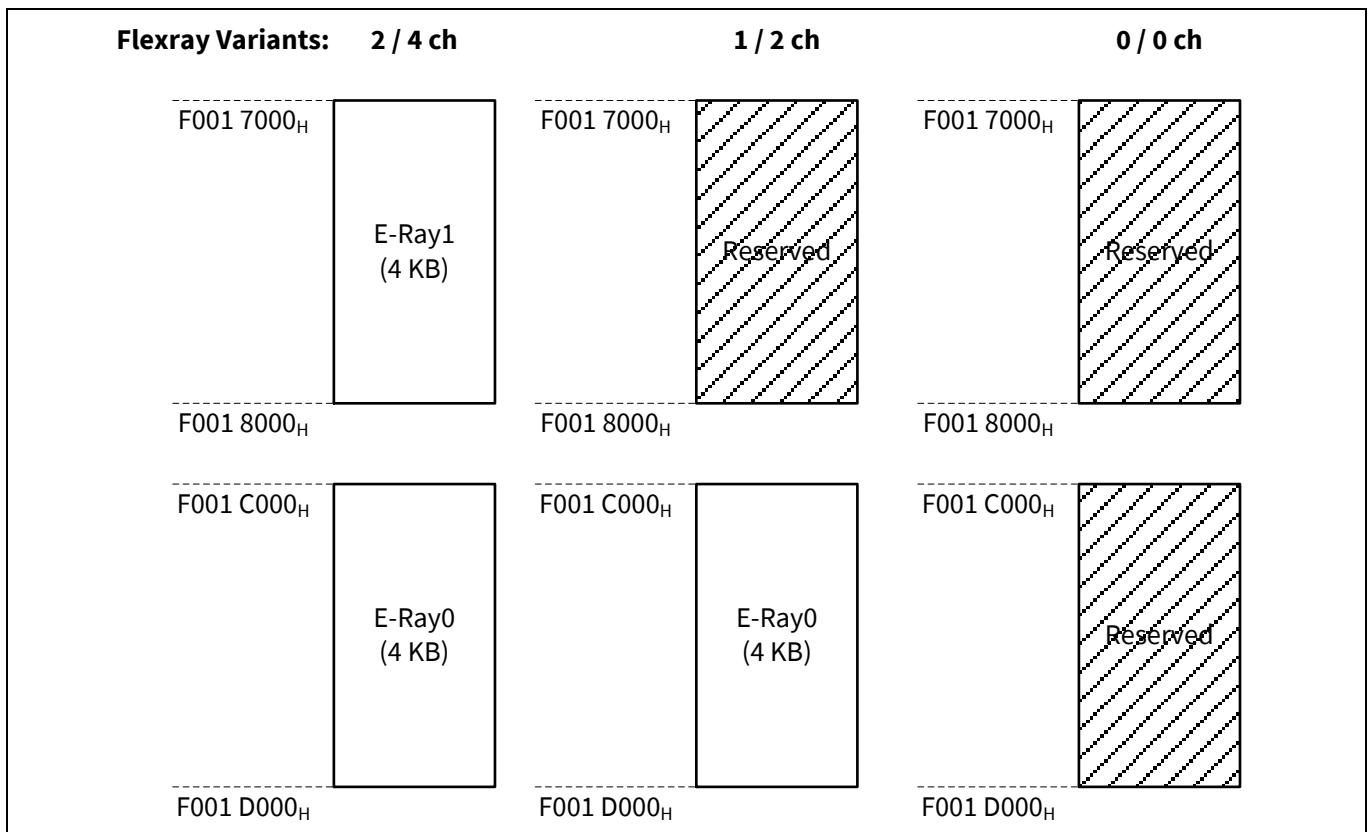 Flexray Variants: 2 / 4 ch 1 / 2 ch 0 / 0 ch
F001 7000H F001 7000H F001 7000H
E-Ray1
(4 KB)
Reserved
Reserved
F001 8000H F001 8000H F001 8000H
F001 C000H F001 C000H F001 C000H
E-Ray0
(4 KB)
E-Ray0
(4 KB)
Reserved
F001 D000H F001 D000H F001 D000H